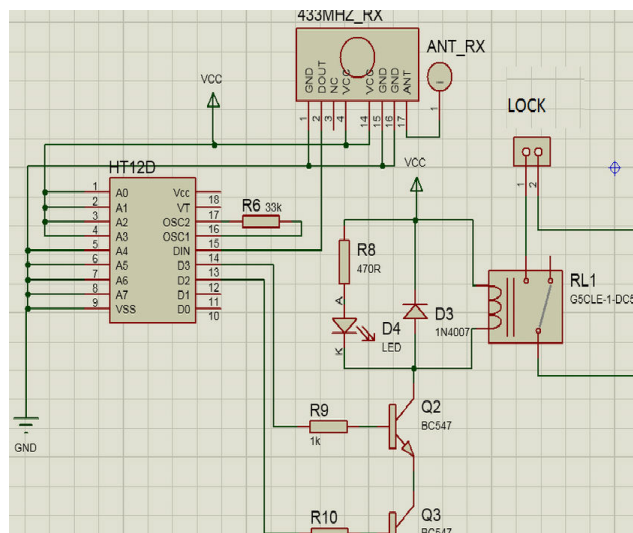 433MHZ_RX
ANT_RX
GND
DOUT
NC
VCC
VCC
GND
GND
ANT
1
2
3
4
14
15
16
17
1
VCC
LOCK
1
2
HT12D
1 A0 Vcc
2 A1 VT 18
3 A2 OSC2 17
4 A3 OSC1 16
5 A4 DIN 15
6 A5 D3 14
7 A6 D2 13
8 A7 D1 12
9 VSS D0 11
10
R6 33k
VCC
R8
470R
A
K
D4
LED
D3
1N4007
RL1
G5CLE-1-DC5
R9
1k
Q2
BC547
GND
R10
Q3
BC547